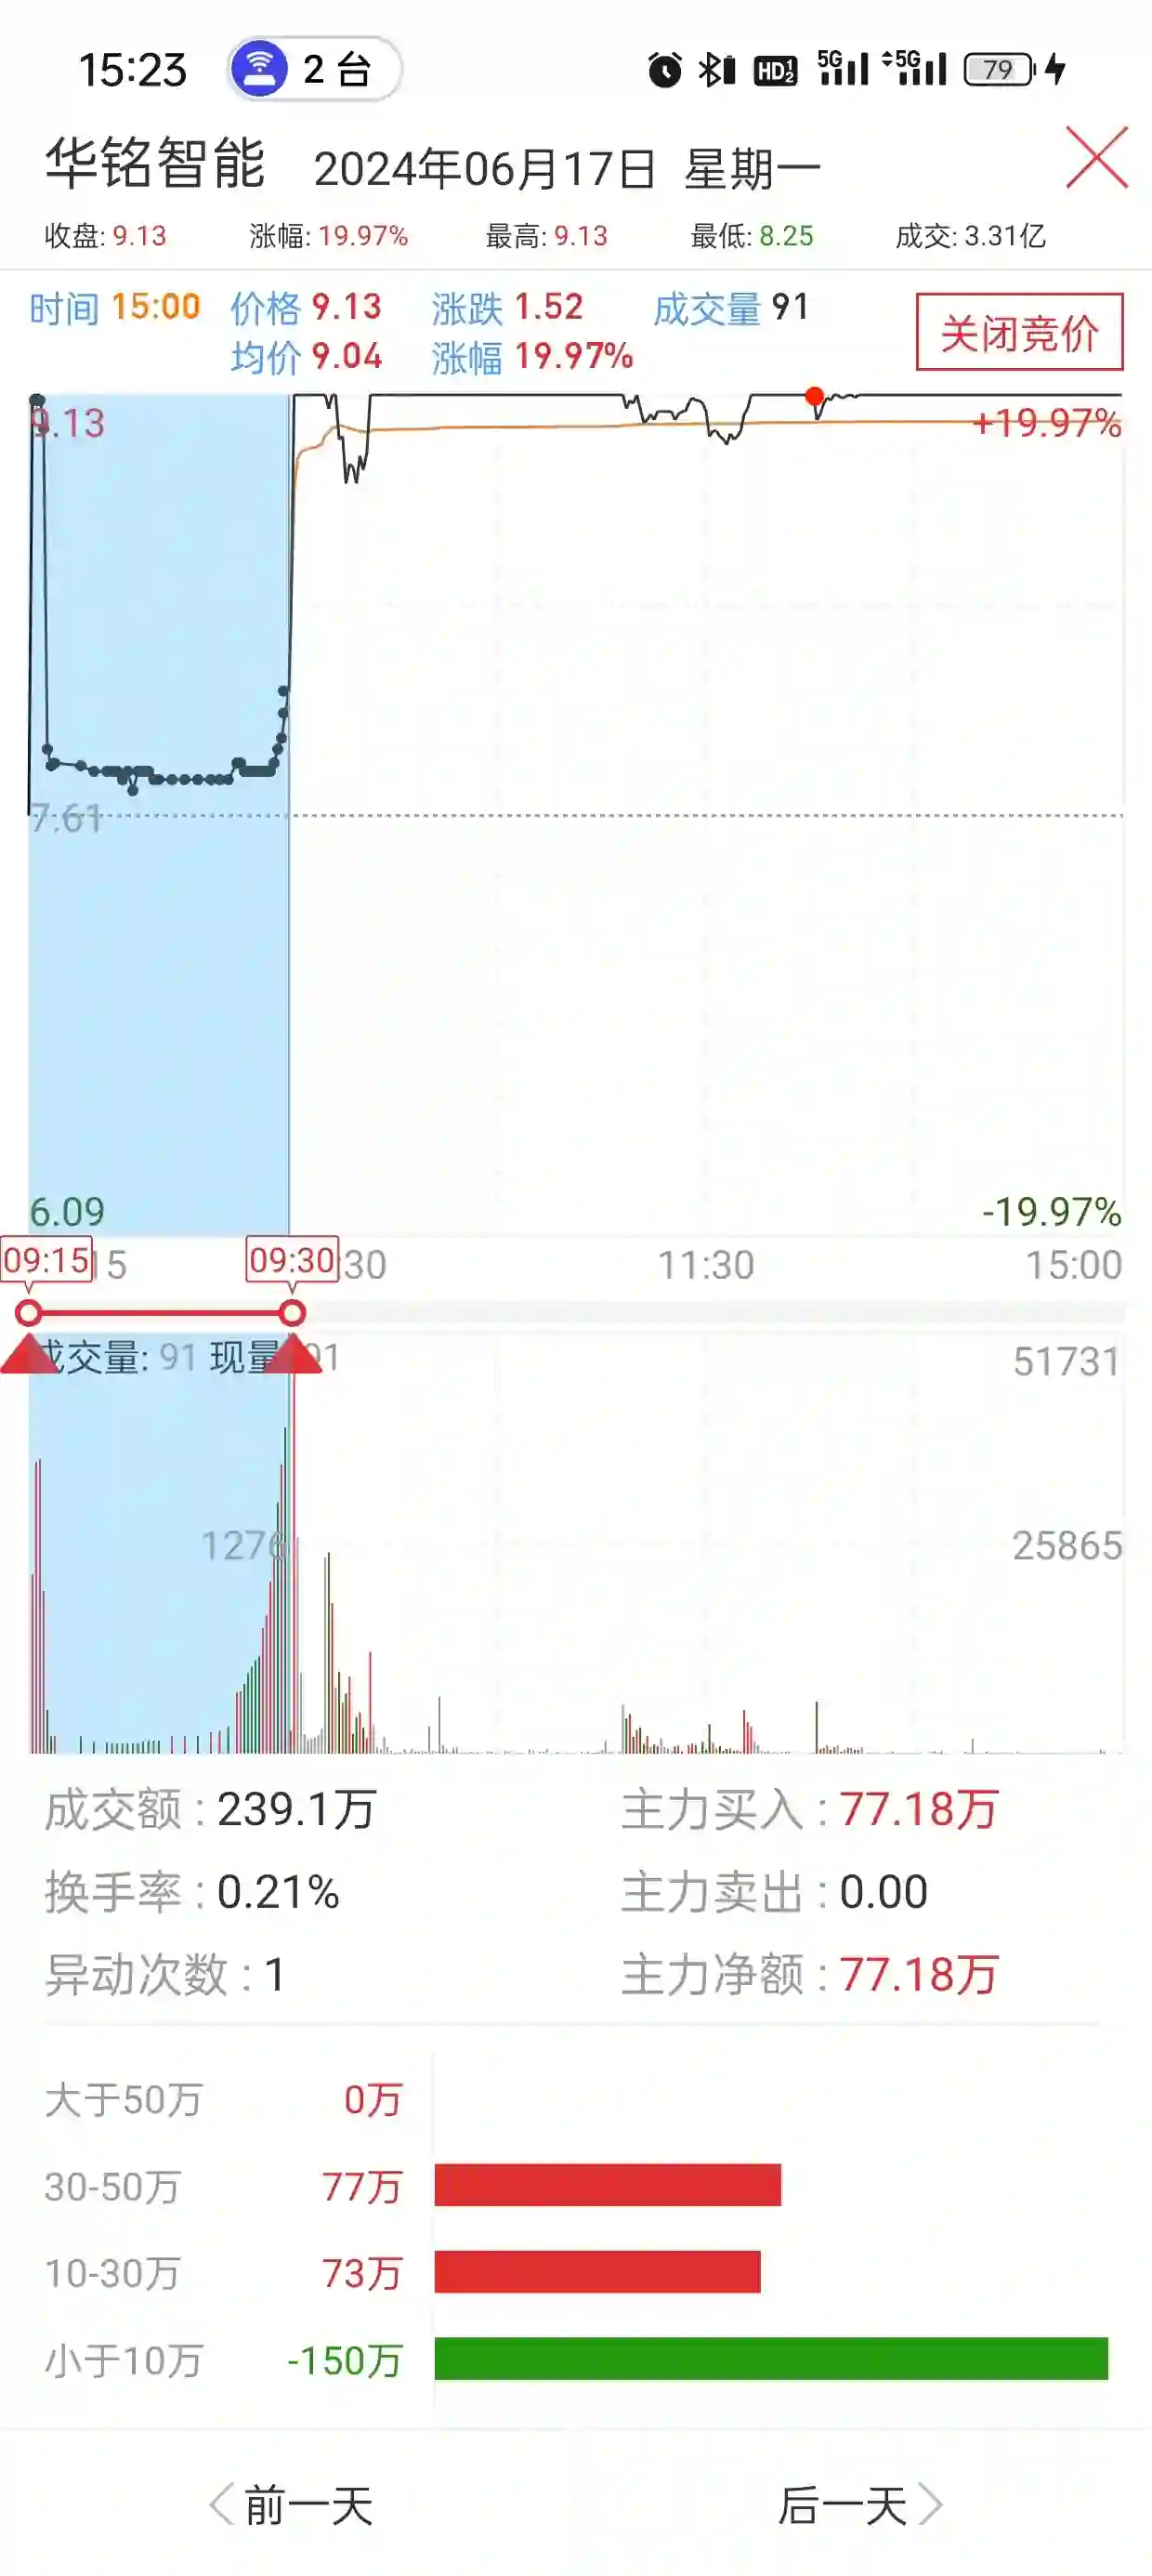 15:23 2 台 HD 1 2 5G 5G 79
华铭智能 2024年06月17日 星期一
收盘: 9.13 涨幅: 19.97% 最高: 9.13 最低: 8.25 成交: 3.31亿
时间 15:00 价格 9.13 涨跌 1.52 成交量 91
均价 9.04 涨幅 19.97%
关闭竞价
9.13 +19.97%
7.61
6.09 -19.97%
09:15 15 09:30 :30 11:30 15:00
成交量: 91 现量 91 51731
1276 25865
成交额 : 239.1万 主力买入 : 77.18万
换手率 : 0.21% 主力卖出 : 0.00
异动次数 : 1 主力净额 : 77.18万
大于50万 0万
30-50万 77万
10-30万 73万
小于10万 -150万
前一天 后一天